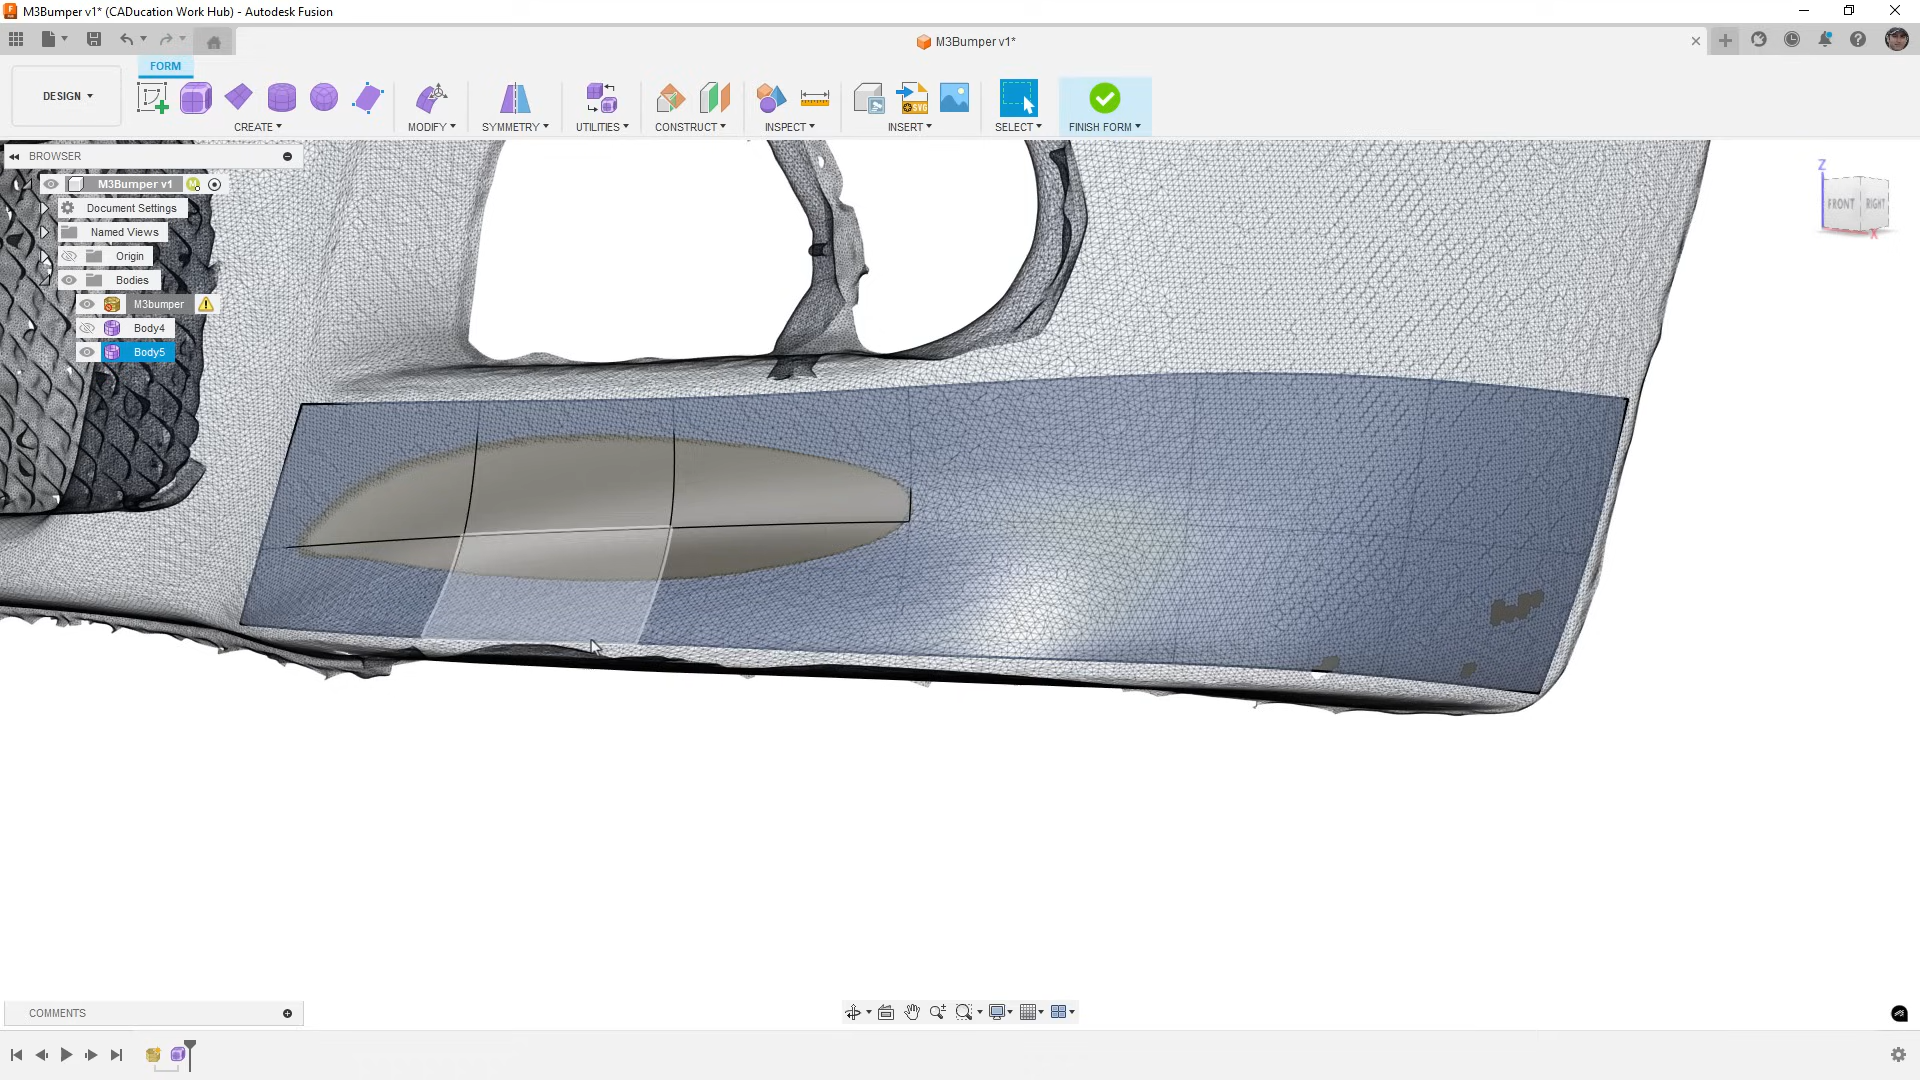 M3Bumper v1* (CADucation Work Hub) - Autodesk Fusion
M3Bumper v1*
FORM
DESIGN
CREATE
MODIFY
SYMMETRY
UTILITIES
CONSTRUCT
INSPECT
INSERT
SELECT
FINISH FORM
SVG
BROWSER
M3Bumper v1
M
Document Settings
Named Views
Origin
Bodies
M3bumper
Body4
Body5
Z
FRONT
RIGHT
X
COMMENTS